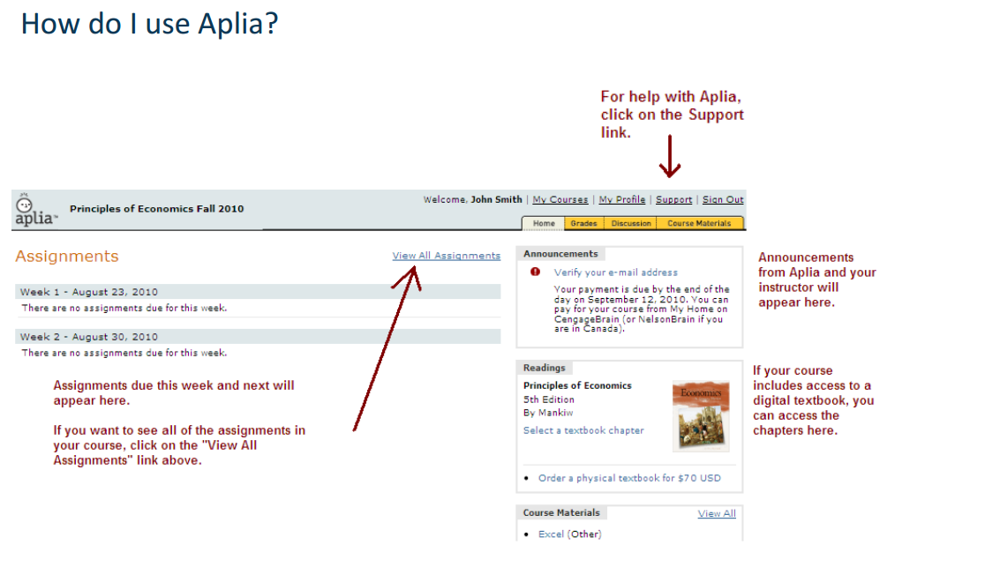 How do I use Aplia?
For help with Aplia,
click on the Support
link.
aplia™
Principles of Economics Fall 2010
Welcome, John Smith | My Courses | My Profile | Support | Sign Out
Home Grades Discussion Course Materials
Assignments
View All Assignments
Week 1 - August 23, 2010
There are no assignments due for this week.
Week 2 - August 30, 2010
There are no assignments due for this week.
Assignments due this week and next will
appear here.
If you want to see all of the assignments in
your course, click on the "View All
Assignments" link above.
Announcements
Verify your e-mail address
Your payment is due by the end of the
day on September 12, 2010. You can
pay for your course from My Home on
CengageBrain (or NelsonBrain if you
are in Canada).
Announcements
from Aplia and your
instructor will
appear here.
Readings
Principles of Economics
5th Edition
By Mankiw
Select a textbook chapter
Economics
• Order a physical textbook for $70 USD
If your course
includes access to a
digital textbook, you
can access the
chapters here.
Course Materials
View All
• Excel (Other)